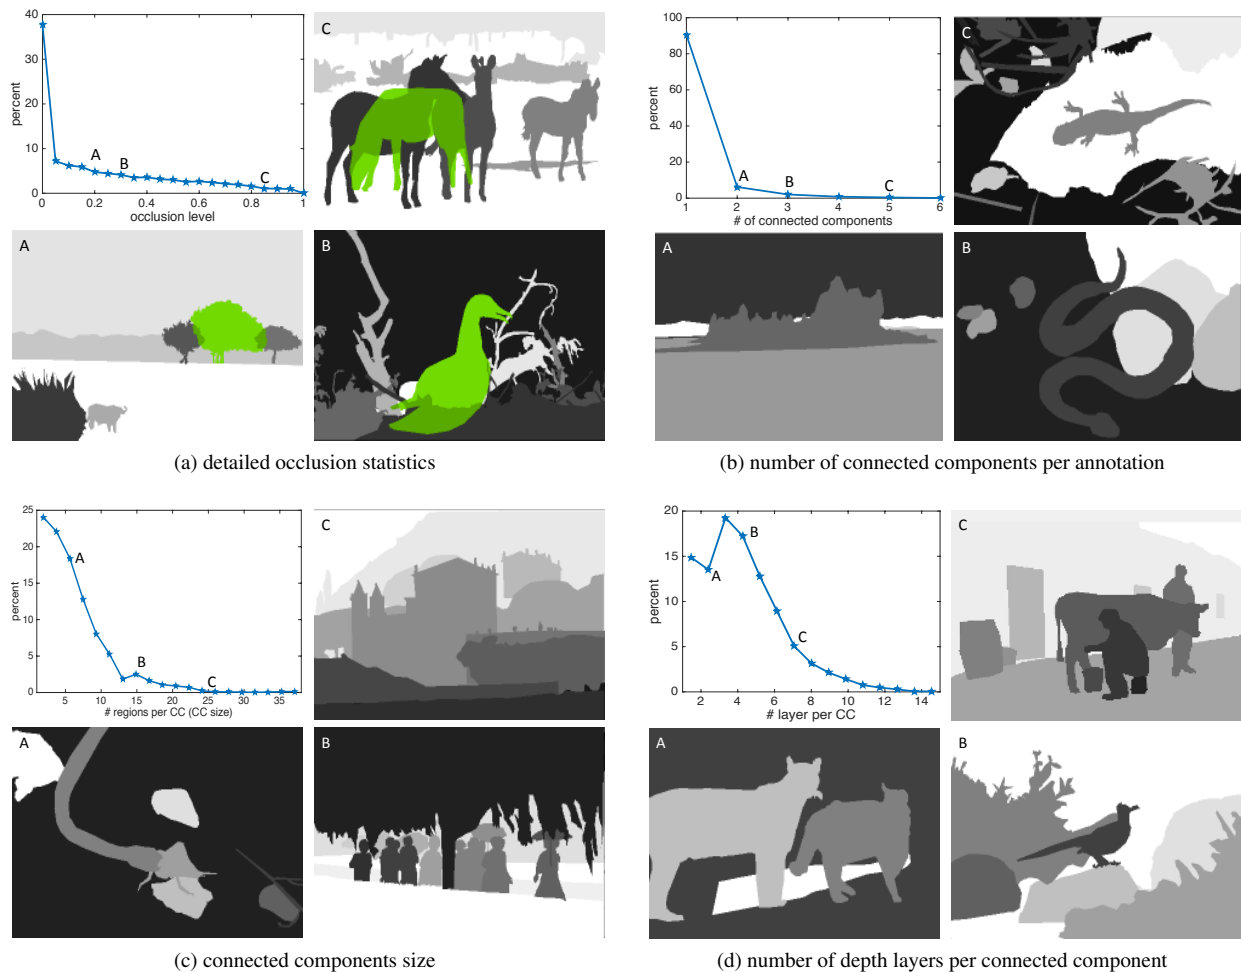 40
30
20
10
0
percent
0 0.2 0.4 0.6 0.8 1
occlusion level
A
B
C
C
A
B
(a) detailed occlusion statistics
100
80
60
40
20
0
percent
1 2 3 4 5 6
# of connected components
A
B
C
C
A
B
(b) number of connected components per annotation
25
20
15
10
5
0
percent
5 10 15 20 25 30 35
# regions per CC (CC size)
A
B
C
C
A
B
(c) connected components size
20
15
10
5
0
percent
2 4 6 8 10 12 14
# layer per CC
A
B
C
C
A
B
(d) number of depth layers per connected component